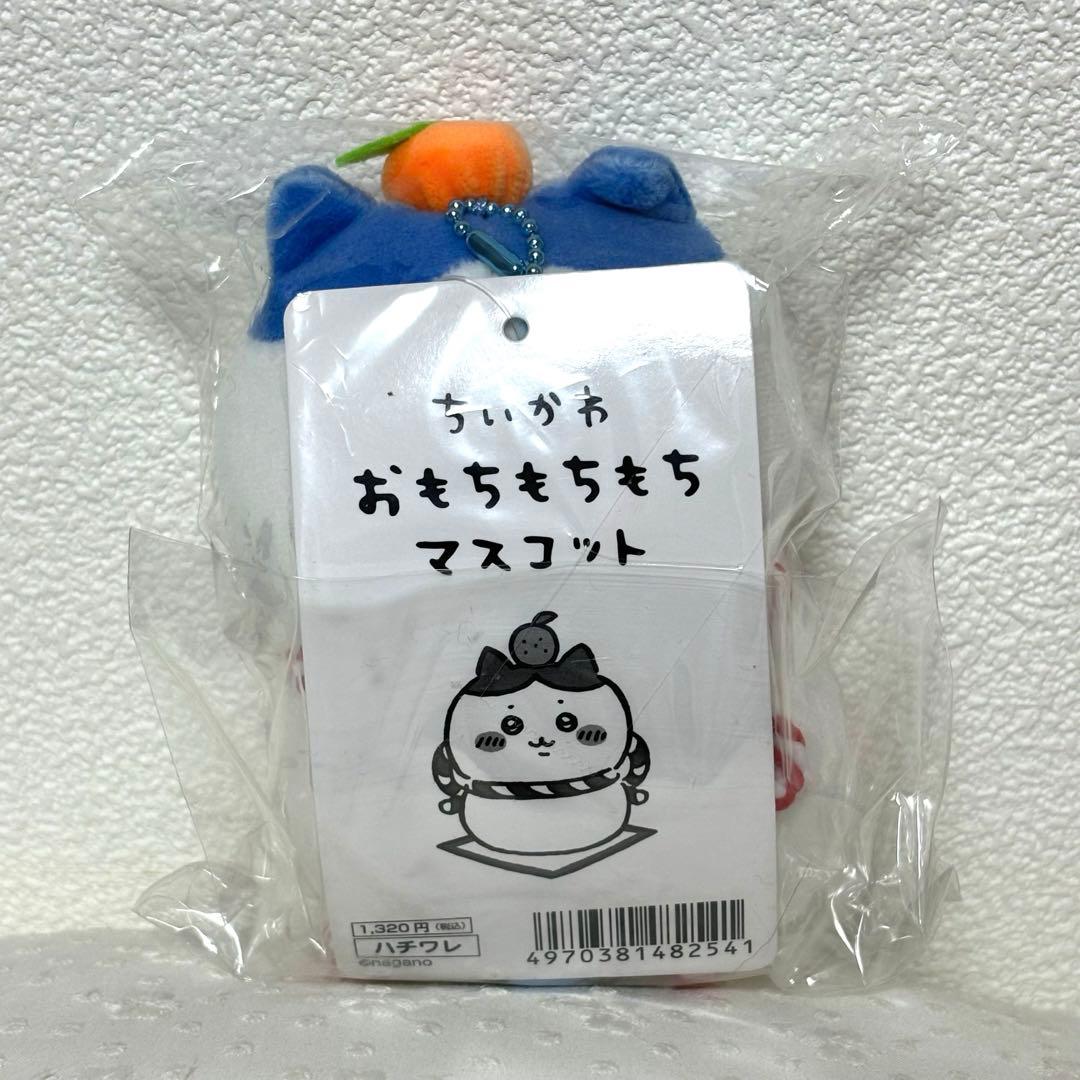 ちいかわ
おもちもちもち
マスコット
1,320円(税込)
ハチワレ
©nagano
4970381482541